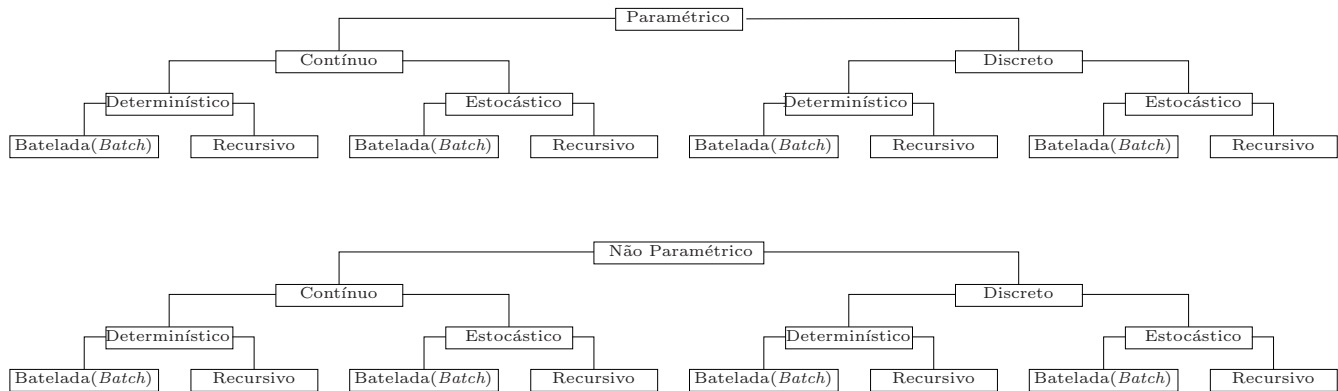 Paramétrico
Contínuo Discreto
Determinístico Estocástico Determinístico Estocástico
Batelada(Batch) Recursivo Batelada(Batch) Recursivo Batelada(Batch) Recursivo Batelada(Batch) Recursivo
Não Paramétrico
Contínuo Discreto
Determinístico Estocástico Determinístico Estocástico
Batelada(Batch) Recursivo Batelada(Batch) Recursivo Batelada(Batch) Recursivo Batelada(Batch) Recursivo